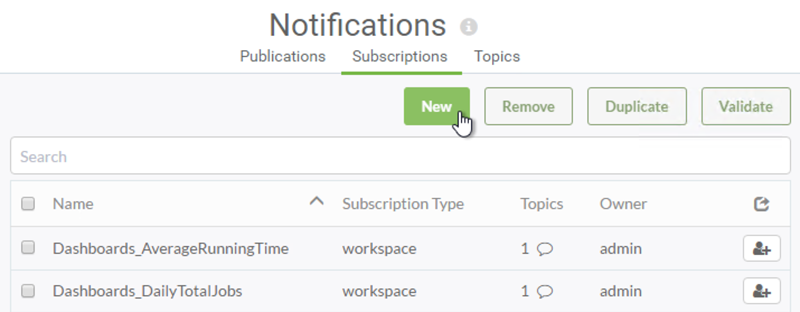 Notifications
Publications Subscriptions Topics
New Remove Duplicate Validate
Search
Name Subscription Type Topics Owner
Dashboards_AverageRunningTime workspace 1 admin
Dashboards_DailyTotalJobs workspace 1 admin